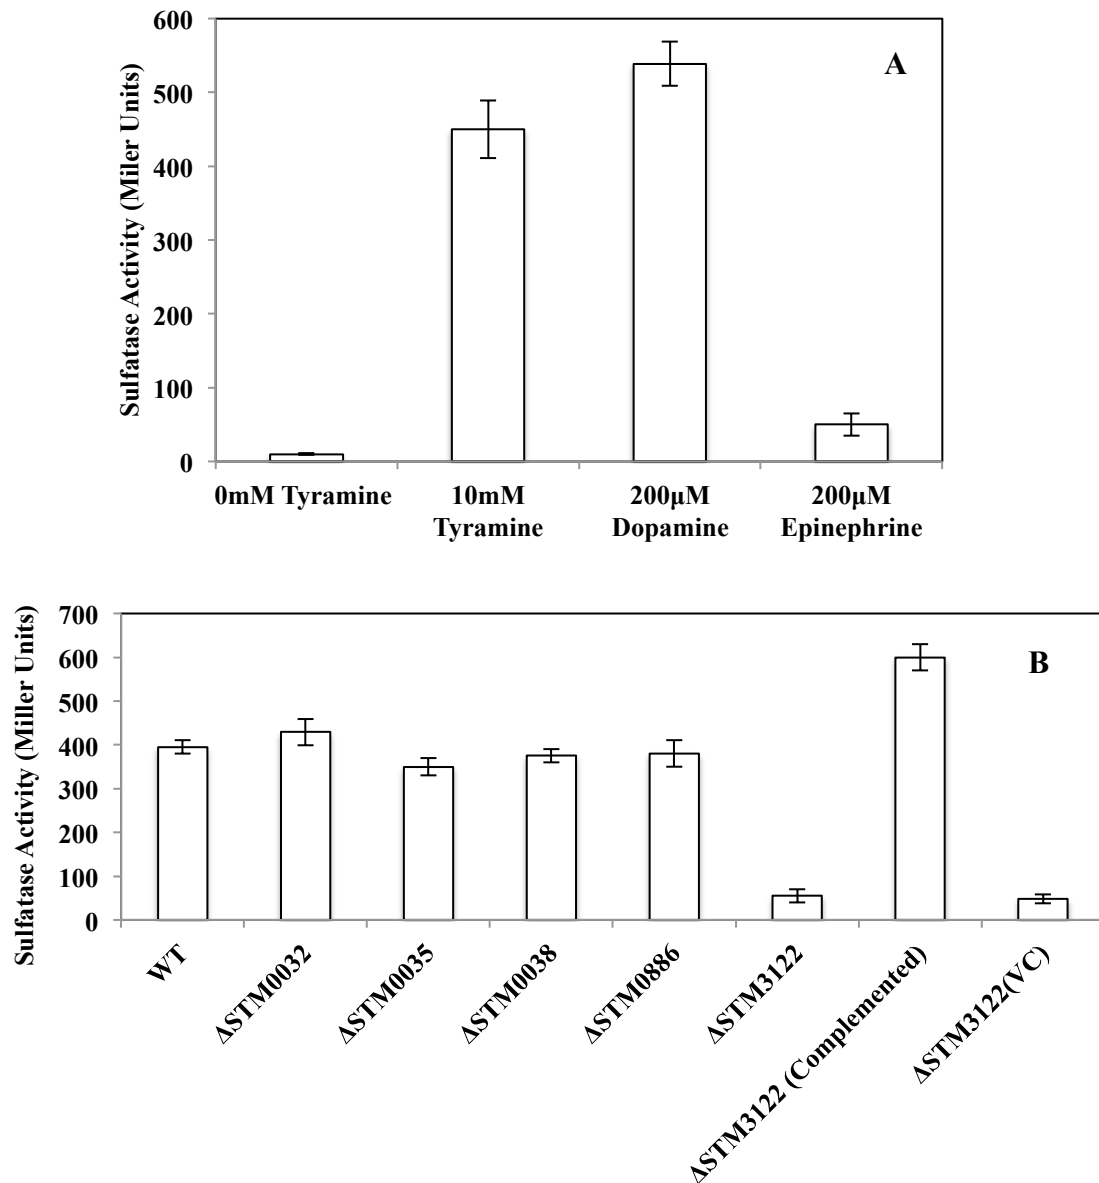 600
A
500
400
300
200
100
0
Sulfatase Activity (Miler Units)
0mM Tyramine
10mM
Tyramine
200μM
Dopamine
200μM
Epinephrine
700
B
600
500
400
300
200
100
0
Sulfatase Activity (Miller Units)
WT
ΔSTM0032
ΔSTM0035
ΔSTM0038
ΔSTM0886
ΔSTM3122
ΔSTM3122 (Complemented)
ΔSTM3122(VC)